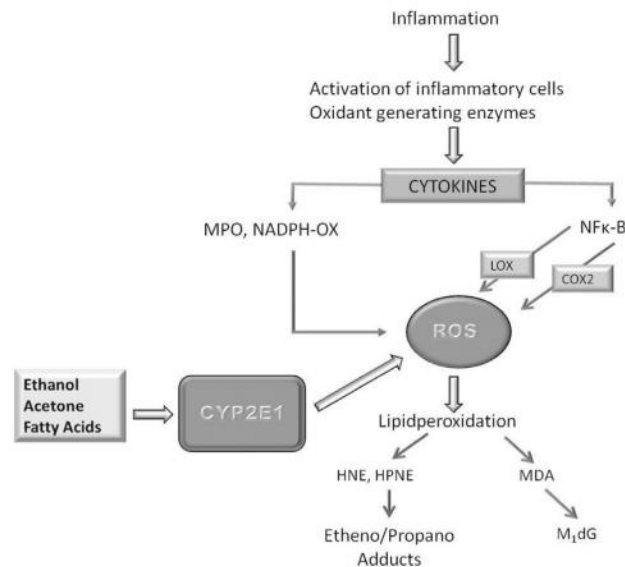 Inflammation
Activation of inflammatory cells
Oxidant generating enzymes
CYTOKINES
MPO, NADPH-OX
NFκ-B
LOX
COX2
ROS
Ethanol
Acetone
Fatty Acids
CYP2E1
Lipidperoxidation
HNE, HPNE
MDA
Etheno/Propano
Adducts
M₁dG